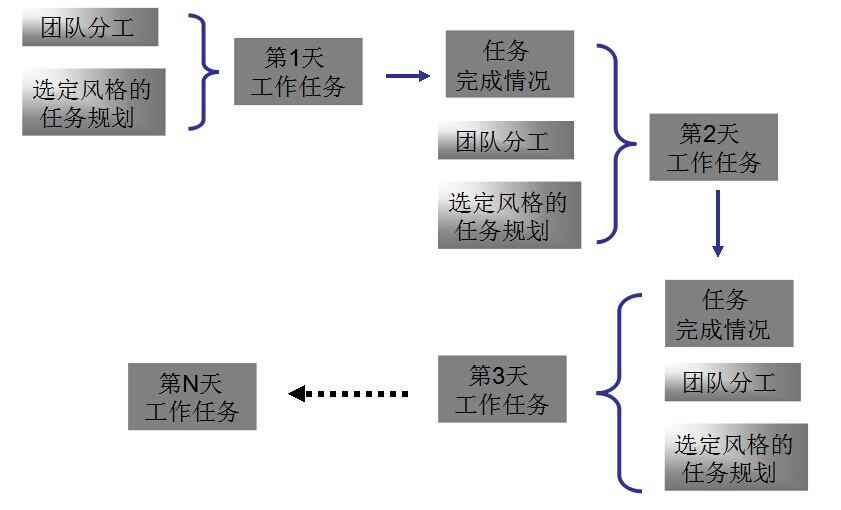 团队分工
选定风格的
任务规划
第1天
工作任务
任务
完成情况
团队分工
选定风格的
任务规划
第2天
工作任务
任务
完成情况
团队分工
选定风格的
任务规划
第3天
工作任务
第N天
工作任务